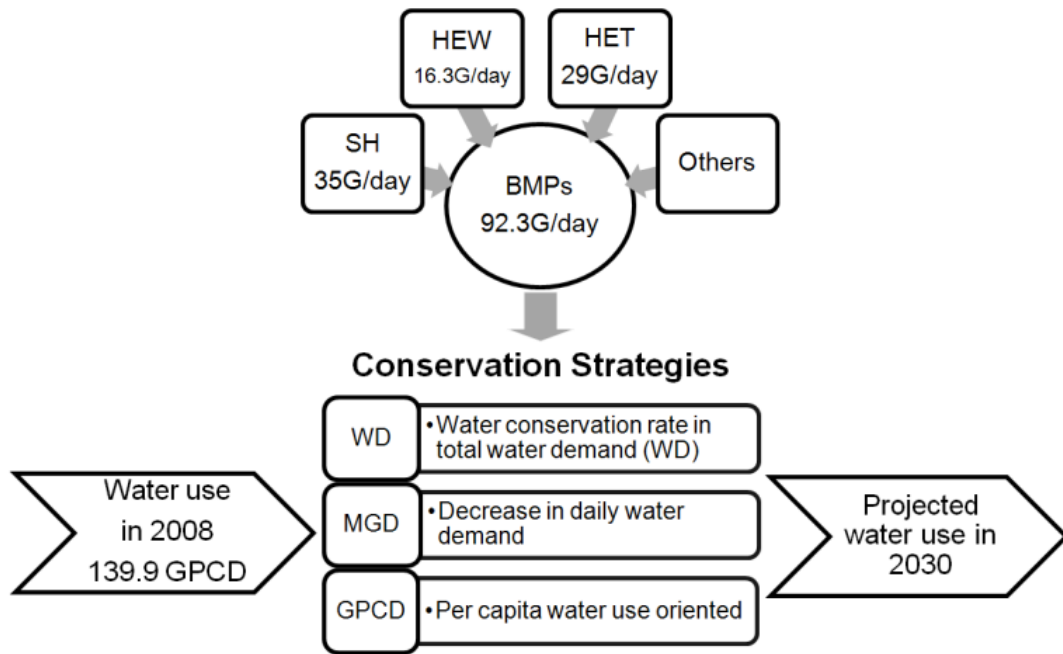 HEW
16.3G/day
HET
29G/day
SH
35G/day
Others
BMPs
92.3G/day
Conservation Strategies
WD
•Water conservation rate in
total water demand (WD)
Water use
in 2008
139.9 GPCD
MGD
•Decrease in daily water
demand
Projected
water use in
2030
GPCD
•Per capita water use oriented